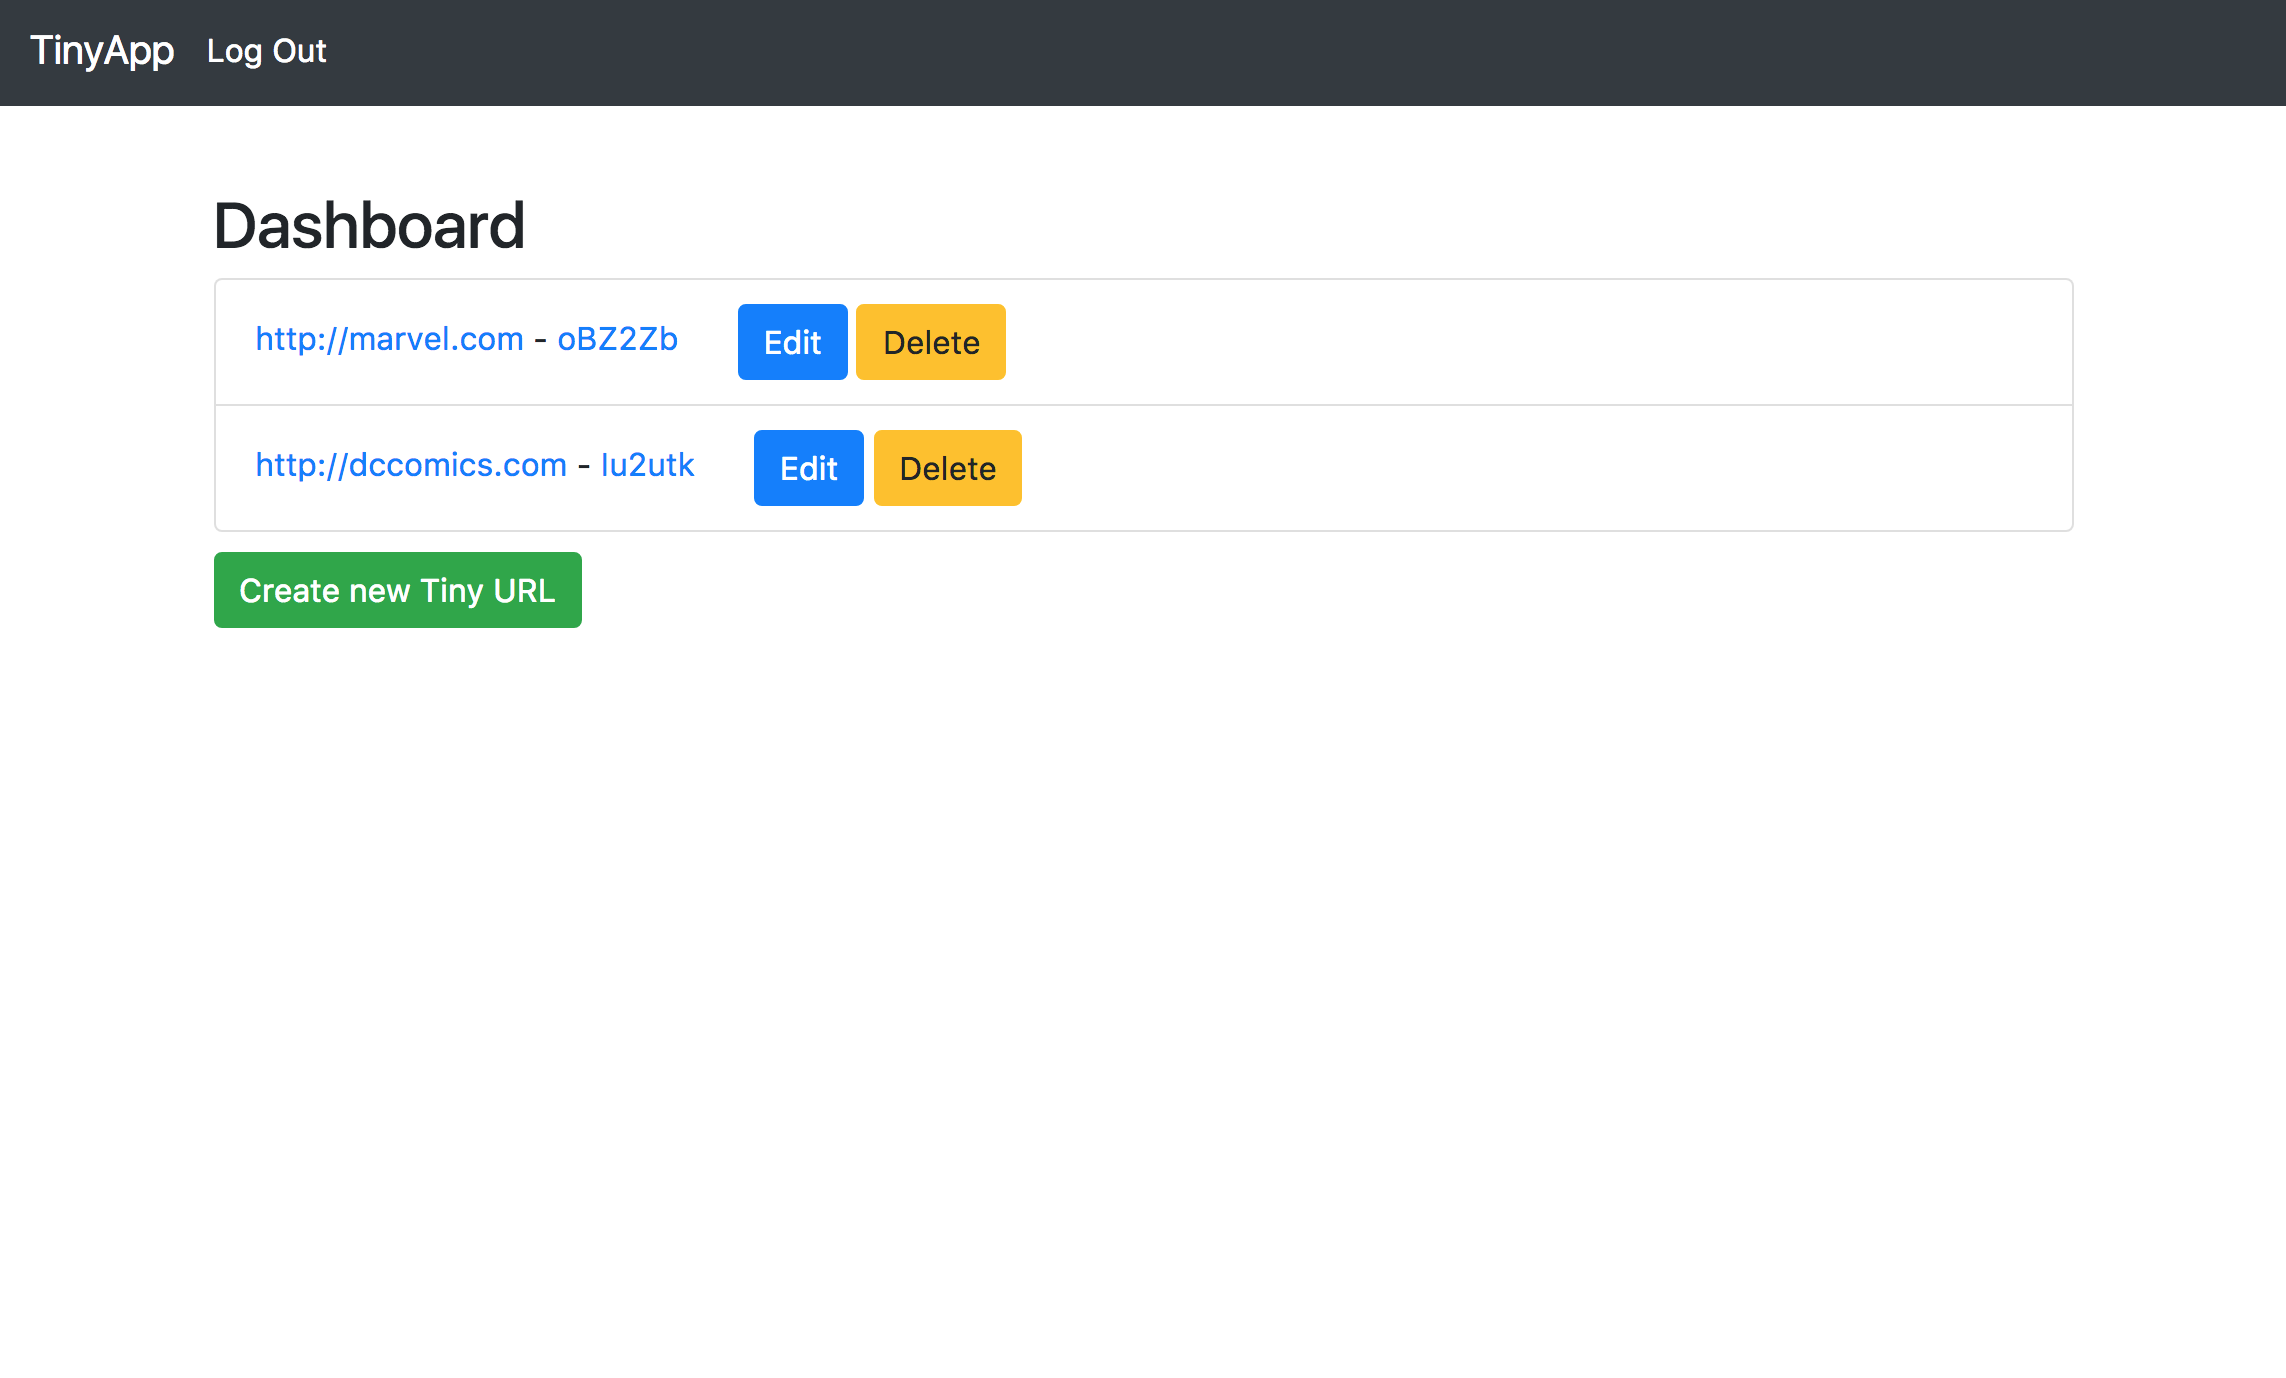 TinyApp Log Out
Dashboard
http://marvel.com - oBZ2Zb Edit Delete
http://dccomics.com - lu2utk Edit Delete
Create new Tiny URL